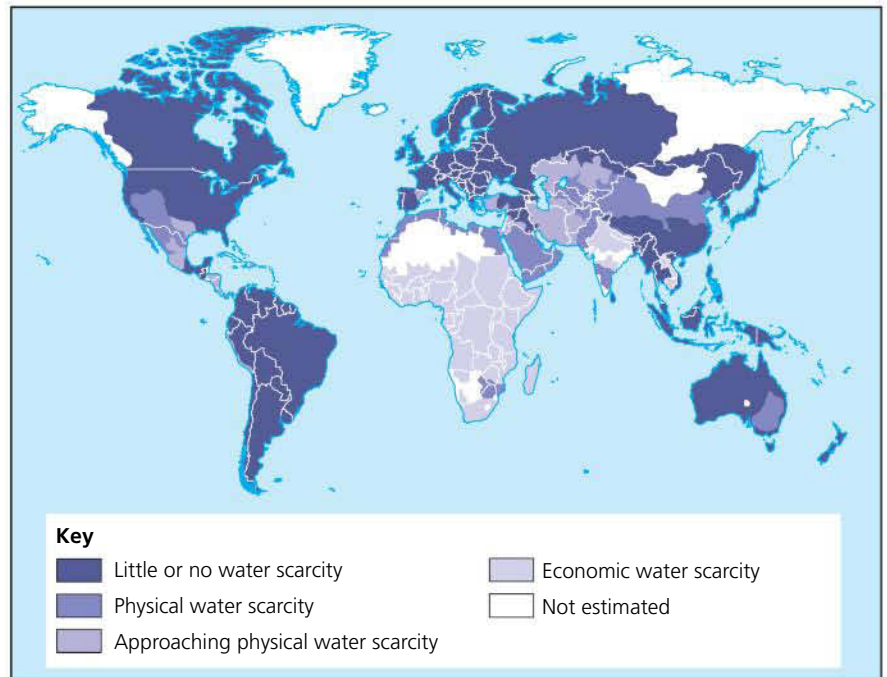 Key
Little or no water scarcity
Physical water scarcity
Approaching physical water scarcity
Economic water scarcity
Not estimated